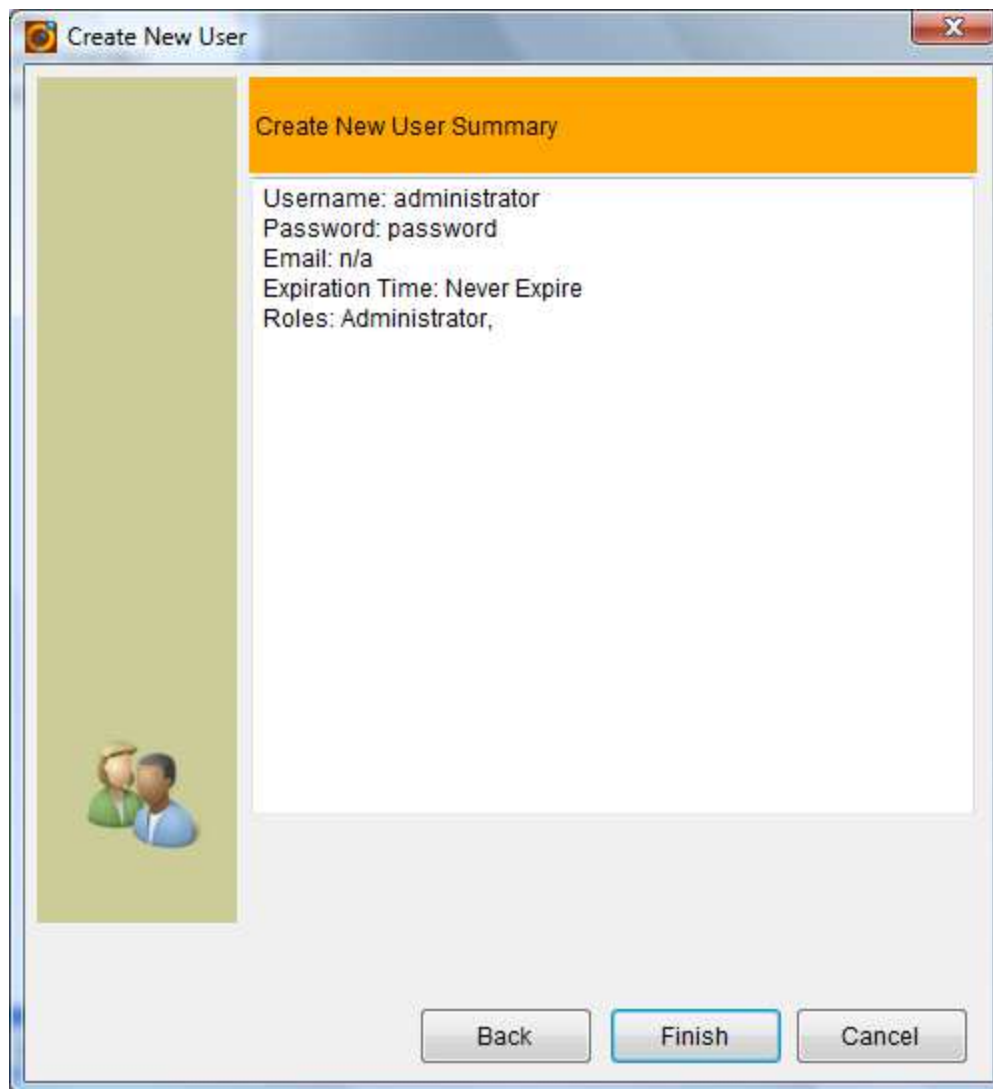 Create New User
Create New User Summary
Username: administrator
Password: password
Email: n/a
Expiration Time: Never Expire
Roles: Administrator,
Back Finish Cancel